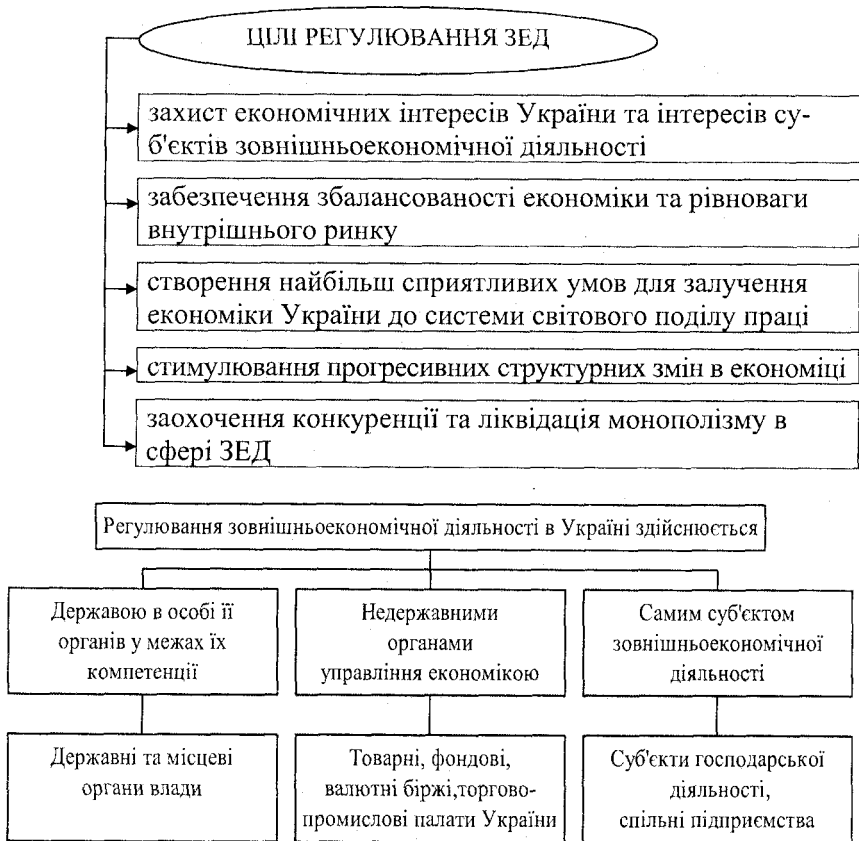 ЦІЛІ РЕГУЛЮВАННЯ ЗЕД
захист економічних інтересів України та інтересів су-
б'єктів зовнішньоекономічної діяльності
забезпечення збалансованості економіки та рівноваги
внутрішнього ринку
створення найбільш сприятливих умов для залучення
економіки України до системи світового поділу праці
стимулювання прогресивних структурних змін в економіці
заохочення конкуренції та ліквідація монополізму в
сфері ЗЕД
Регулювання зовнішньоекономічної діяльності в Україні здійснюється
Державою в особі її
органів у межах їх
компетенції
Недержавними
органами
управління економікою
Самим суб'єктом
зовнішньоекономічної
діяльності
Державні та місцеві
органи влади
Товарні, фондові,
валютні біржі,торгово-
промислові палати України
Суб'єкти господарської
діяльності,
спільні підприємства